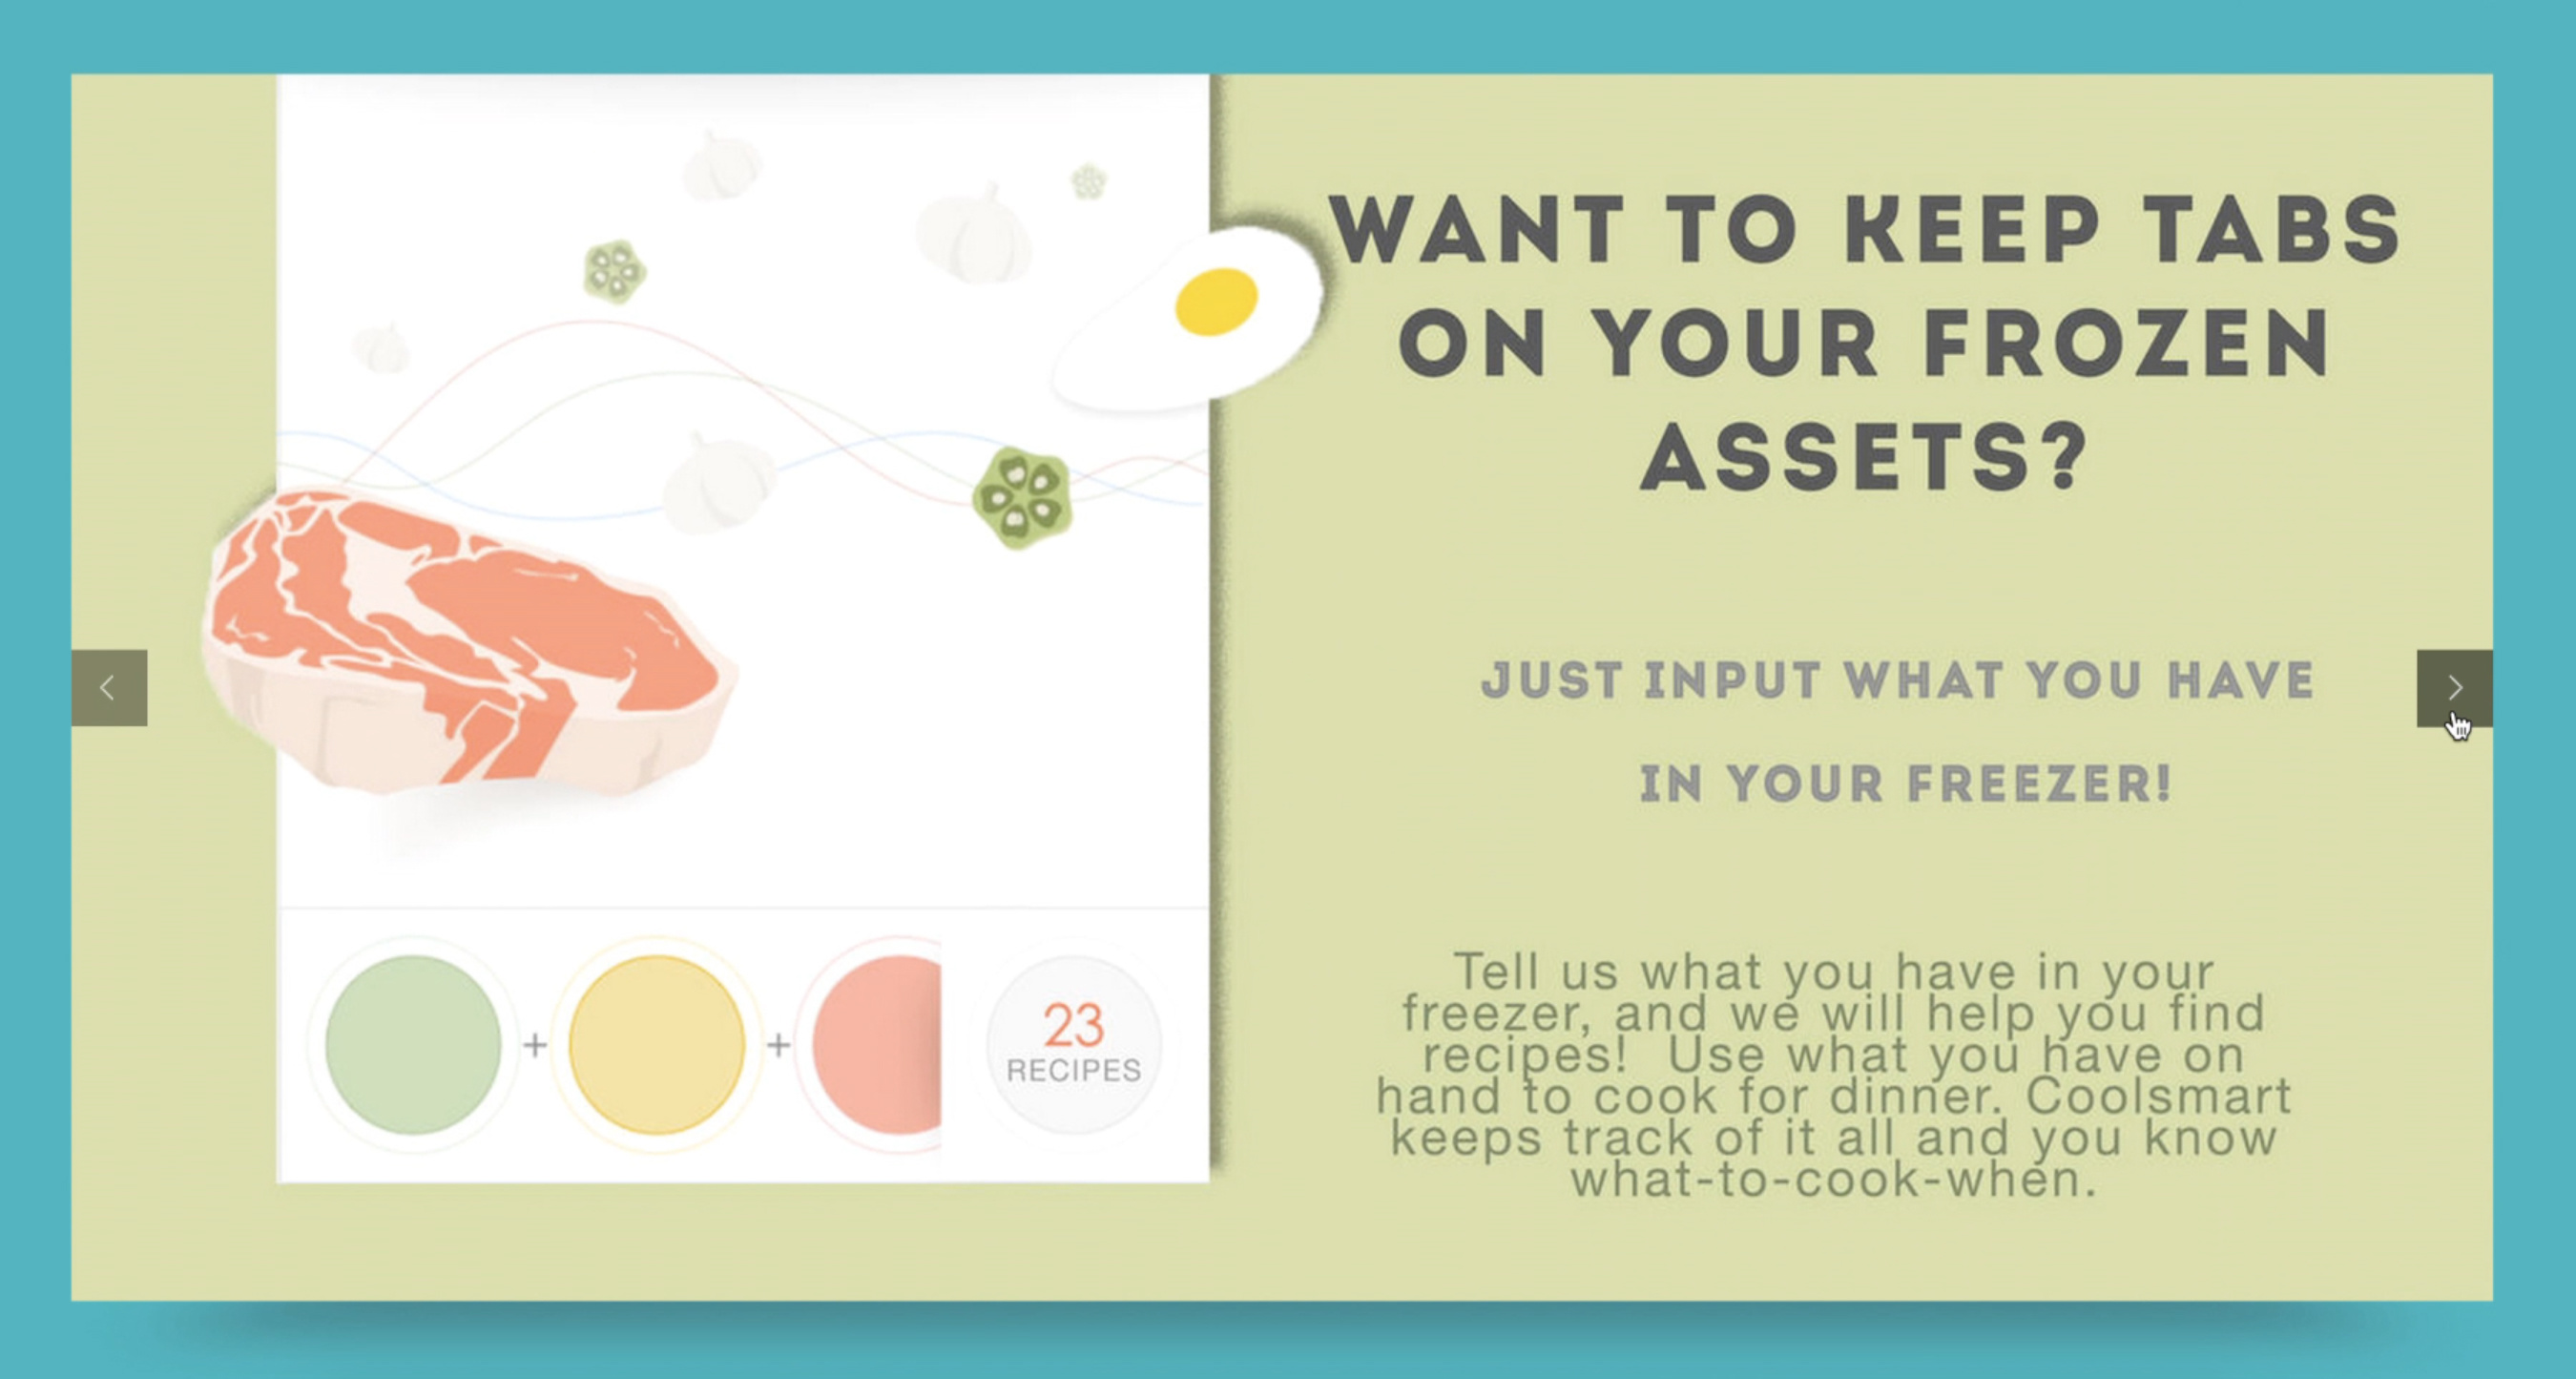 WANT TO KEEP TABS
ON YOUR FROZEN
ASSETS?
JUST INPUT WHAT YOU HAVE
IN YOUR FREEZER!
Tell us what you have in your
freezer, and we will help you find
recipes!  Use what you have on
hand to cook for dinner. Coolsmart
keeps track of it all and you know
what-to-cook-when.
+ +
23
RECIPES